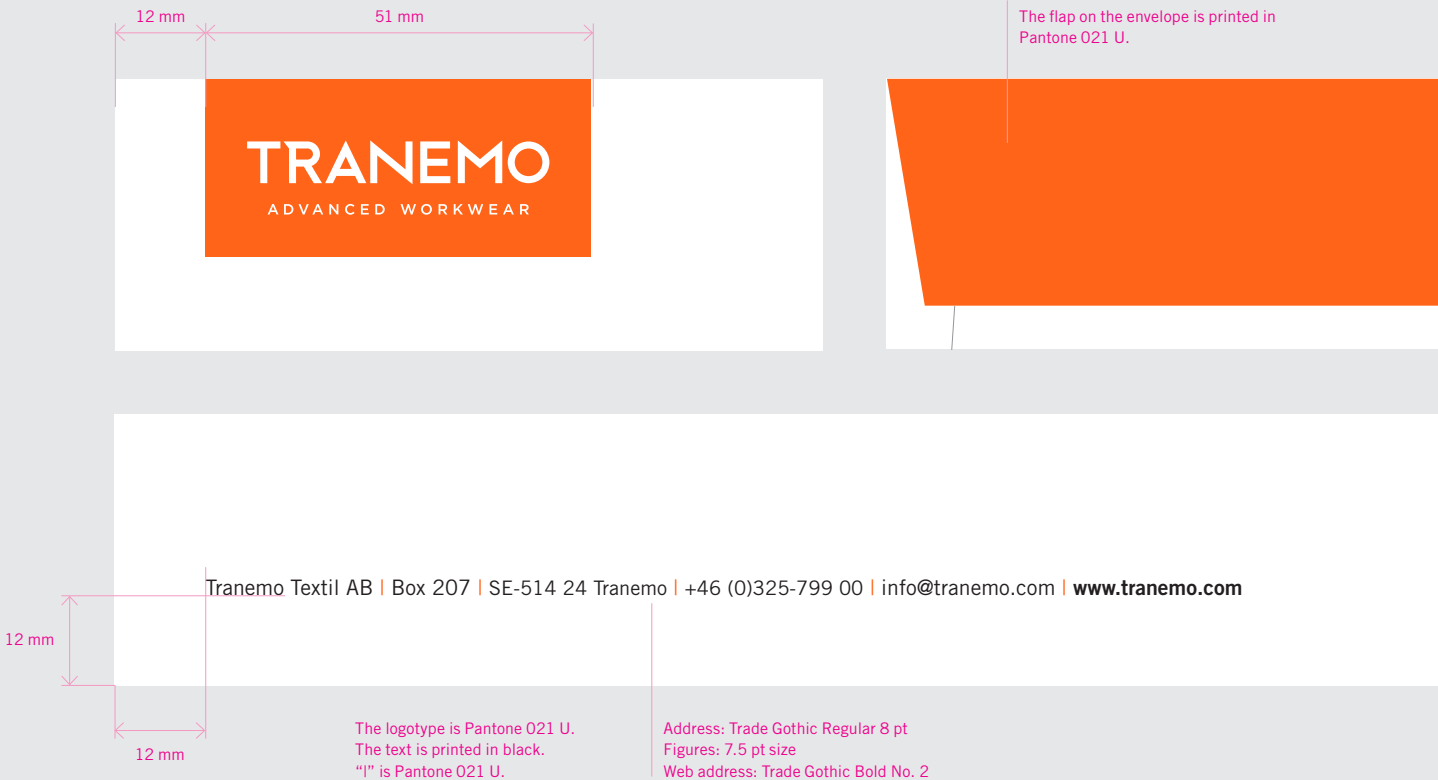 12 mm
51 mm
The flap on the envelope is printed in
Pantone 021 U.
TRANEMO
ADVANCED WORKWEAR
Tranemo Textil AB | Box 207 | SE-514 24 Tranemo | +46 (0)325-799 00 | info@tranemo.com | www.tranemo.com
12 mm
12 mm
The logotype is Pantone 021 U.
The text is printed in black.
“|” is Pantone 021 U.
Address: Trade Gothic Regular 8 pt
Figures: 7.5 pt size
Web address: Trade Gothic Bold No. 2